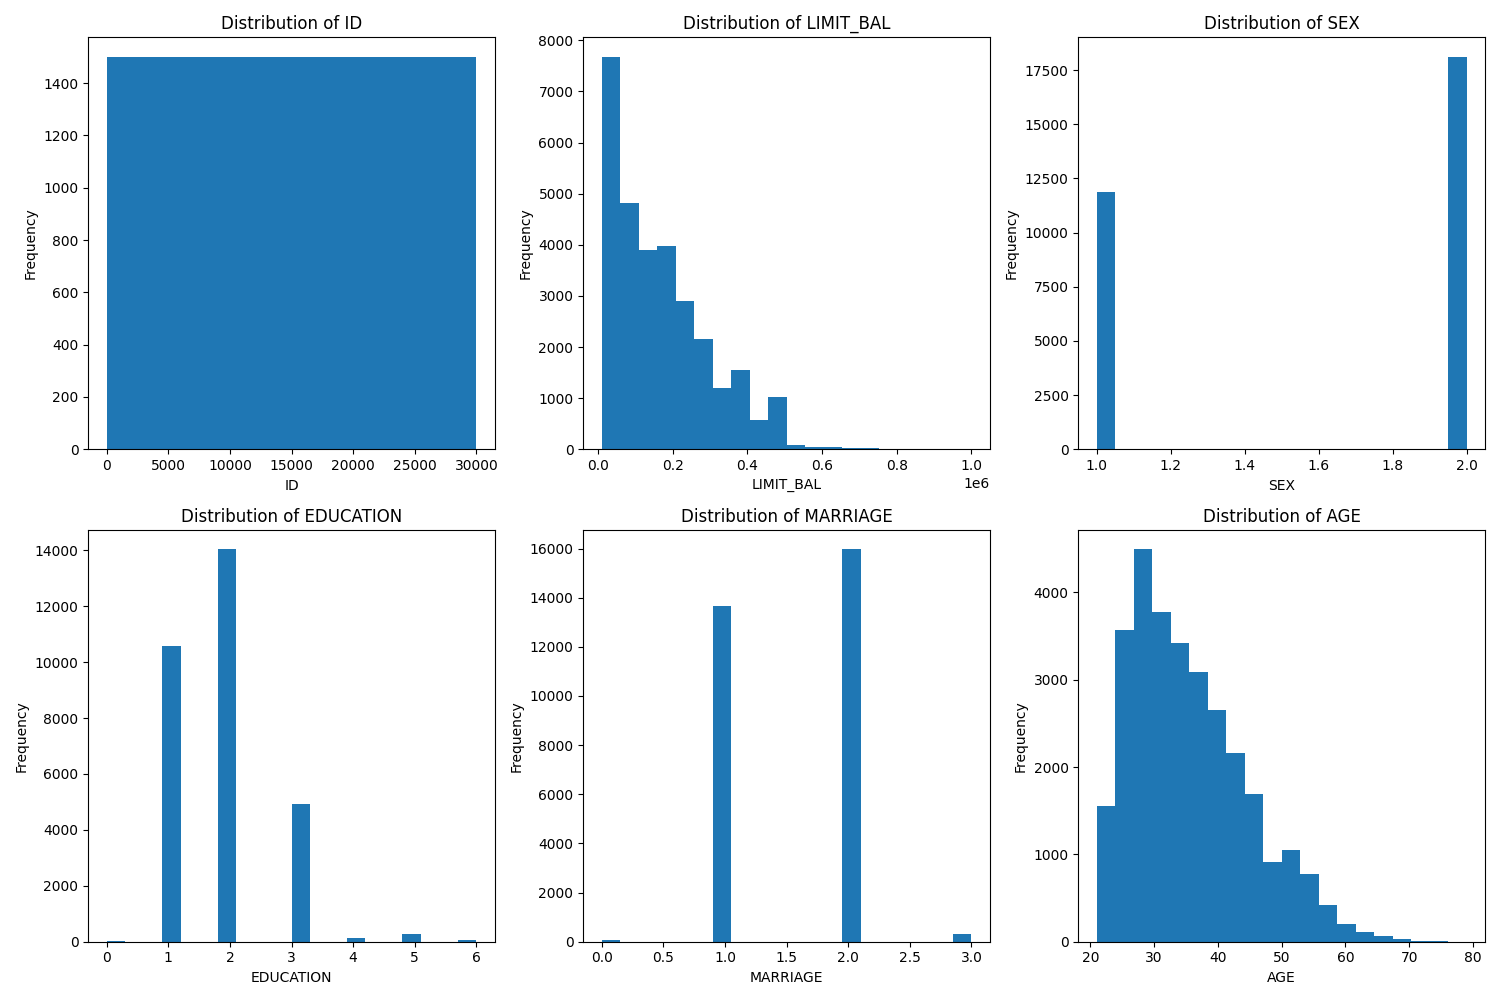 Distribution of ID
1400
1200
1000
800
600
400
200
0
Frequency
0 5000 10000 15000 20000 25000 30000
ID
Distribution of LIMIT_BAL
8000
7000
6000
5000
4000
3000
2000
1000
0
Frequency
0.0 0.2 0.4 0.6 0.8 1.0
LIMIT_BAL
1e6
Distribution of SEX
17500
15000
12500
10000
7500
5000
2500
0
Frequency
1.0 1.2 1.4 1.6 1.8 2.0
SEX
Distribution of EDUCATION
14000
12000
10000
8000
6000
4000
2000
0
Frequency
0 1 2 3 4 5 6
EDUCATION
Distribution of MARRIAGE
16000
14000
12000
10000
8000
6000
4000
2000
0
Frequency
0.0 0.5 1.0 1.5 2.0 2.5 3.0
MARRIAGE
Distribution of AGE
4000
3000
2000
1000
0
Frequency
20 30 40 50 60 70 80
AGE